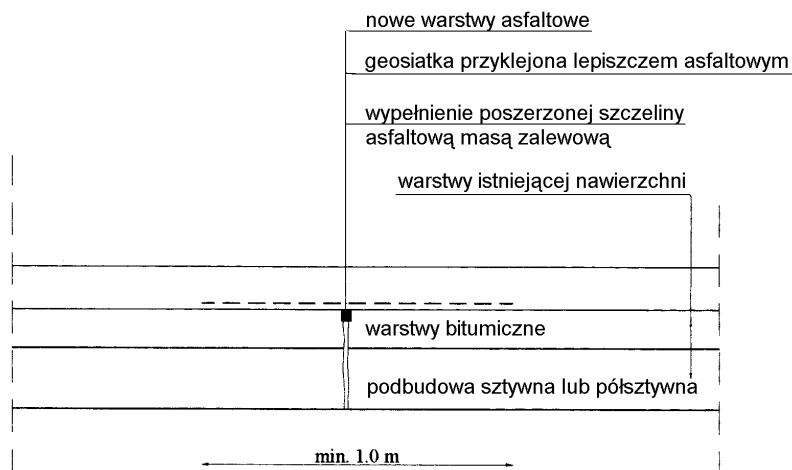 nowe warstwy asfaltowe
geosiatka przyklejona lepiszczem asfaltowym
wypełnienie poszerzonej szczeliny
asfaltową masą zalewową
warstwy istniejącej nawierzchni
warstwy bitumiczne
podbudowa sztywna lub półsztywna
min. 1.0 m